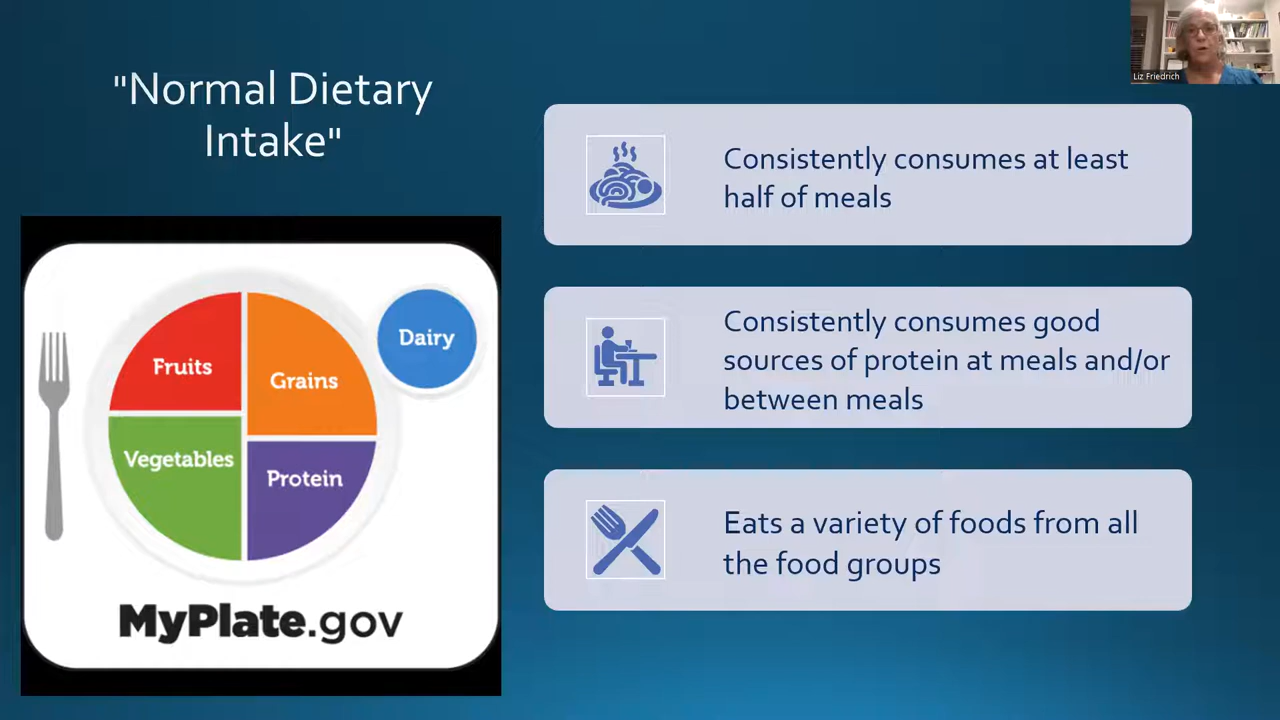 "Normal Dietary
Intake"
Fruits
Grains
Dairy
Vegetables
Protein
MyPlate.gov
Consistently consumes at least
half of meals
Consistently consumes good
sources of protein at meals and/or
between meals
Eats a variety of foods from all
the food groups
Liz Friedrich